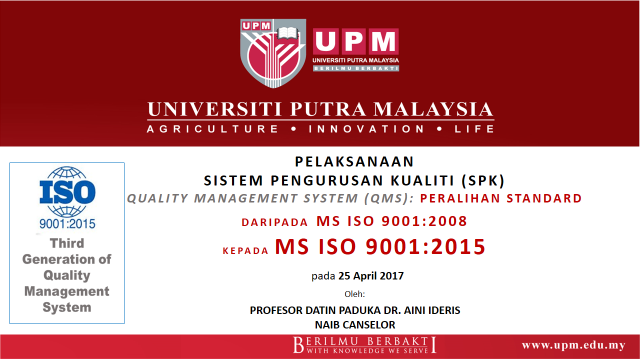 UPM
UPM
UNIVERSITI PUTRA MALAYSIA
BERILMU BERBAKTI
UNIVERSITI PUTRA MALAYSIA
AGRICULTURE • INNOVATION • LIFE
ISO
9001:2015
Third
Generation of
Quality
Management
System
PELAKSANAAN
SISTEM PENGURUSAN KUALITI (SPK)
QUALITY MANAGEMENT SYSTEM (QMS): PERALIHAN STANDARD
DARIPADA MS ISO 9001:2008
KEPADA MS ISO 9001:2015
pada 25 April 2017
Oleh:
PROFESOR DATIN PADUKA DR. AINI IDERIS
NAIB CANSELOR
BERILMU BERBAKTI
WITH KNOWLEDGE WE SERVE
www.upm.edu.my